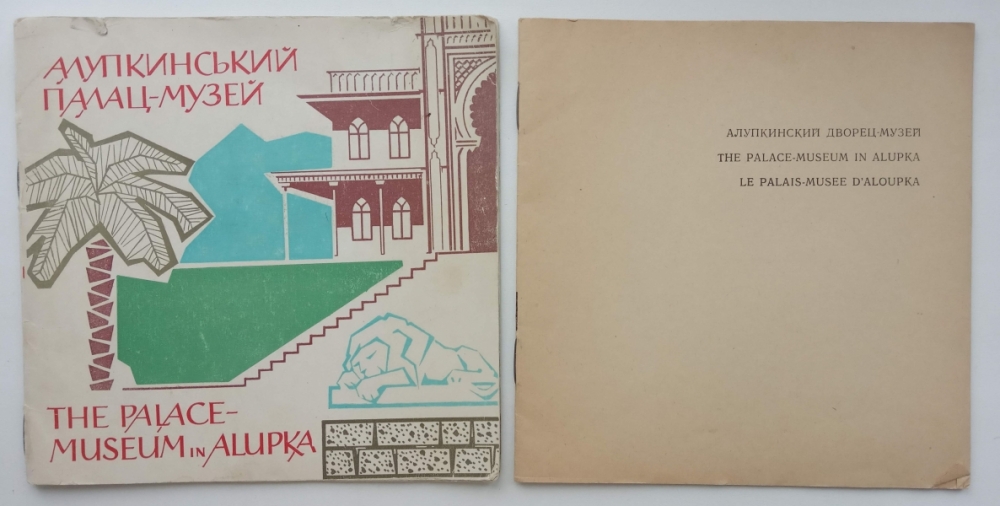 АЛУПКИНСЬКИЙ
ПАЛАЦ-МУЗЕЙ
THE PALACE-
MUSEUM IN ALUPKA
АЛУПКИНСКИЙ ДВОРЕЦ-МУЗЕЙ
THE PALACE-MUSEUM IN ALUPKA
LE PALAIS-MUSEE D'ALOUPKA